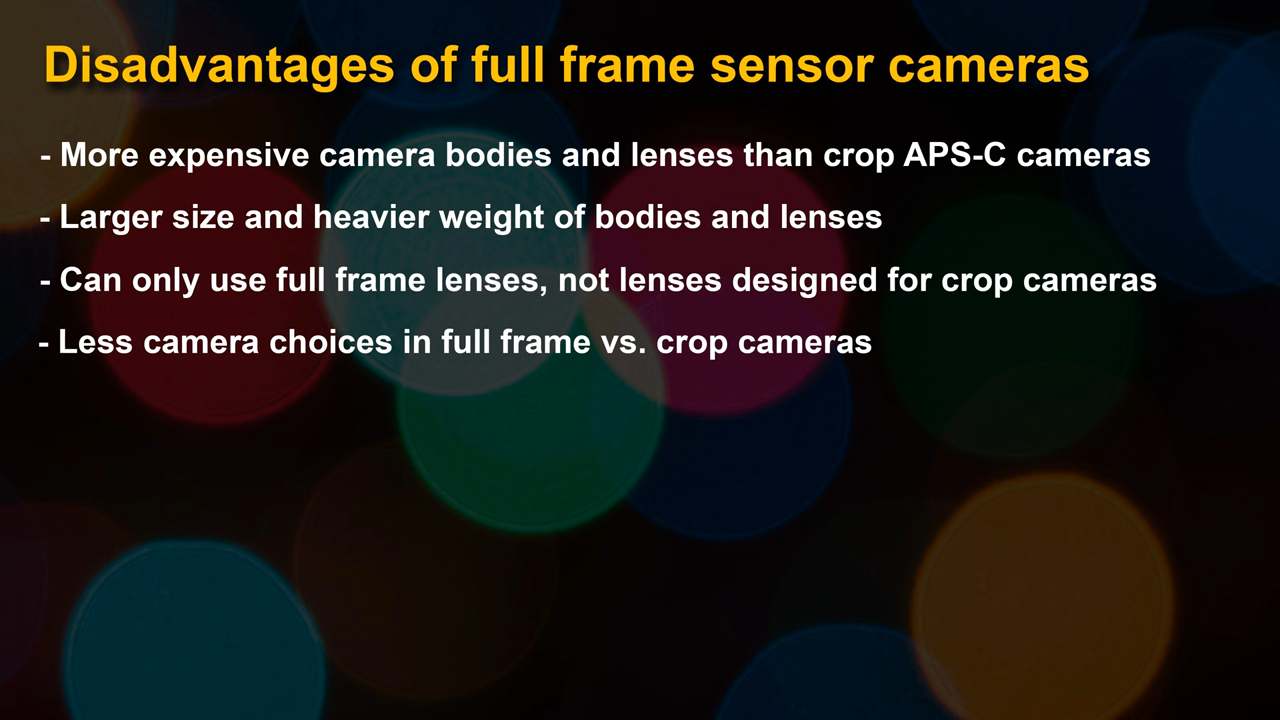 Disadvantages of full frame sensor cameras
- More expensive camera bodies and lenses than crop APS-C cameras
- Larger size and heavier weight of bodies and lenses
- Can only use full frame lenses, not lenses designed for crop cameras
- Less camera choices in full frame vs. crop cameras